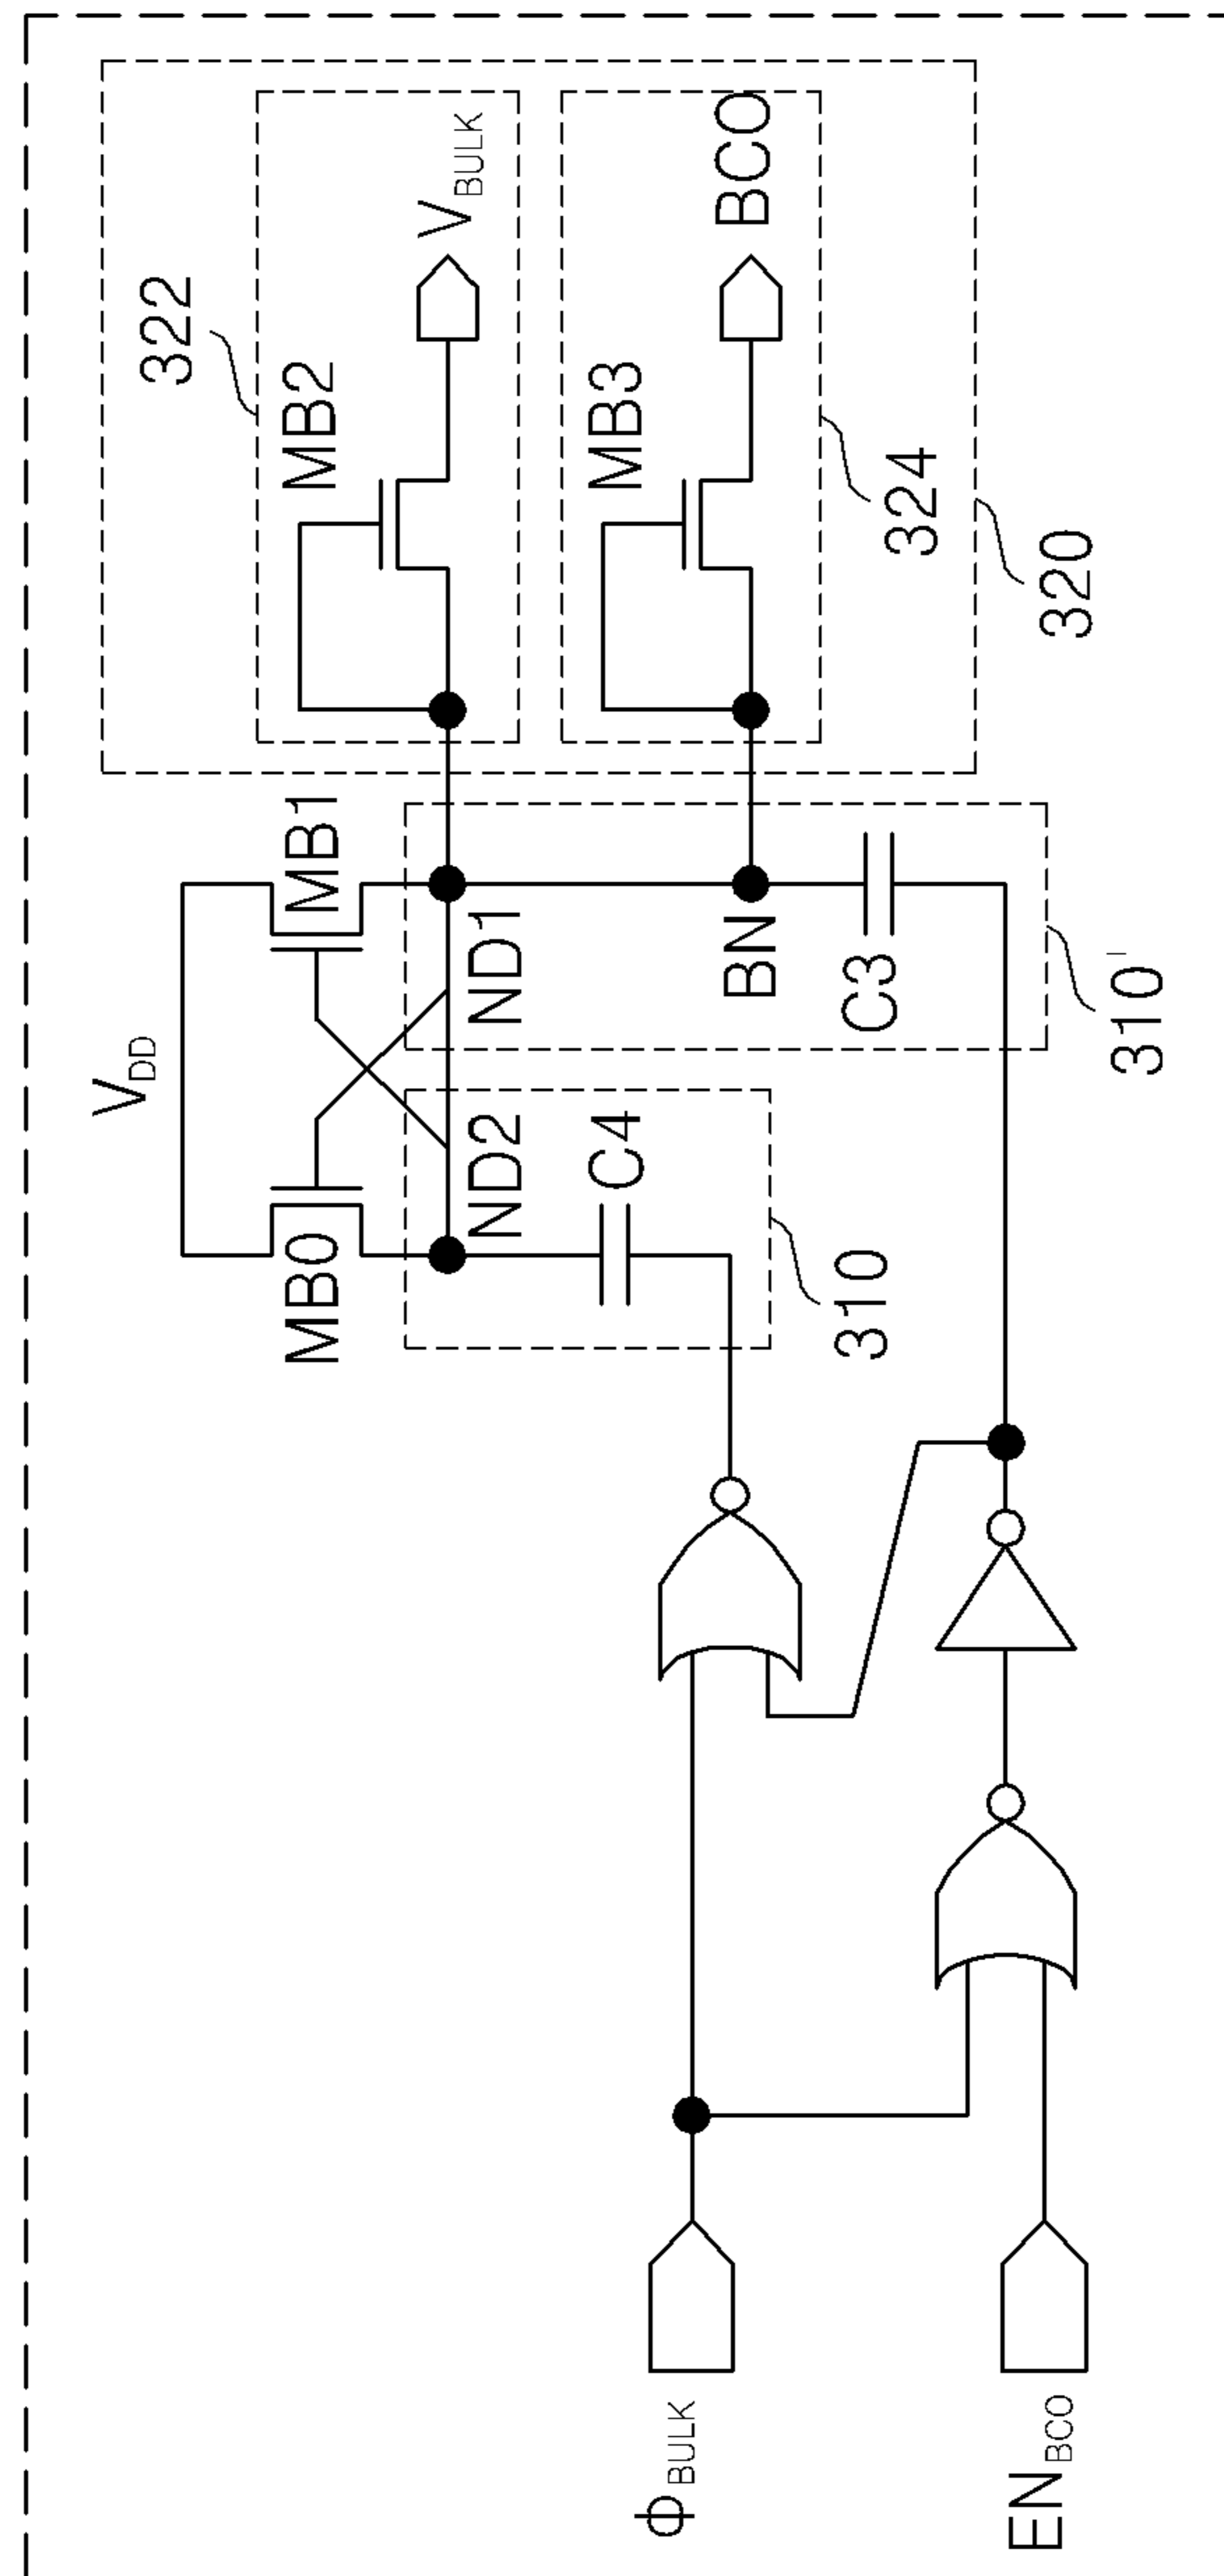 322
MB2
V_BULK
MB3
BCO
324
320
V_DD
MB0
MB1
ND2
ND1
C4
BN
C3
310
310'
Φ_BULK
EN_BCO